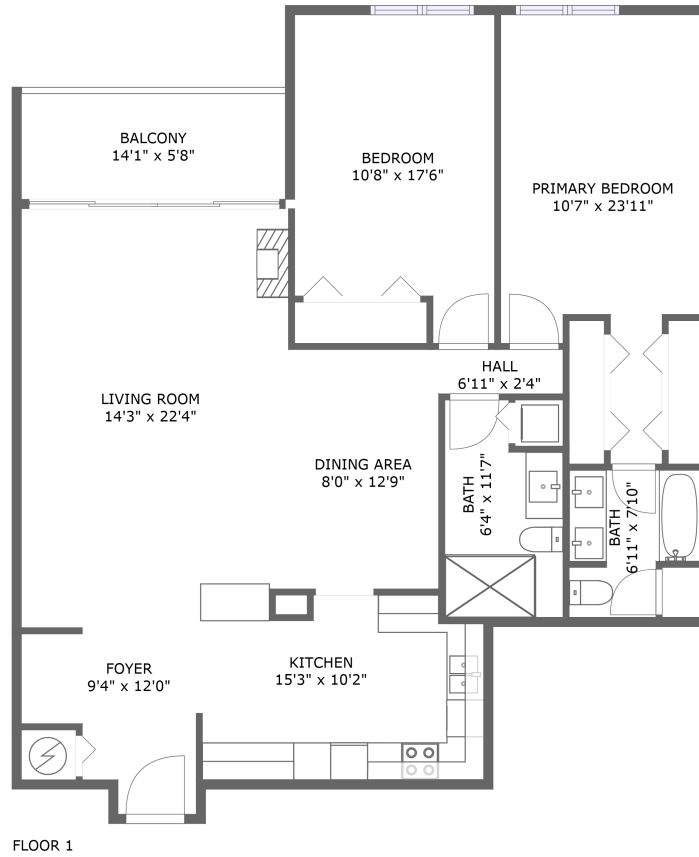 BALCONY
14'1" x 5'8"
BEDROOM
10'8" x 17'6"
PRIMARY BEDROOM
10'7" x 23'11"
HALL
6'11" x 2'4"
LIVING ROOM
14'3" x 22'4"
DINING AREA
8'0" x 12'9"
BATH
6'4" x 11'7"
BATH
6'11" x 7'10"
FOYER
9'4" x 12'0"
KITCHEN
15'3" x 10'2"
FLOOR 1